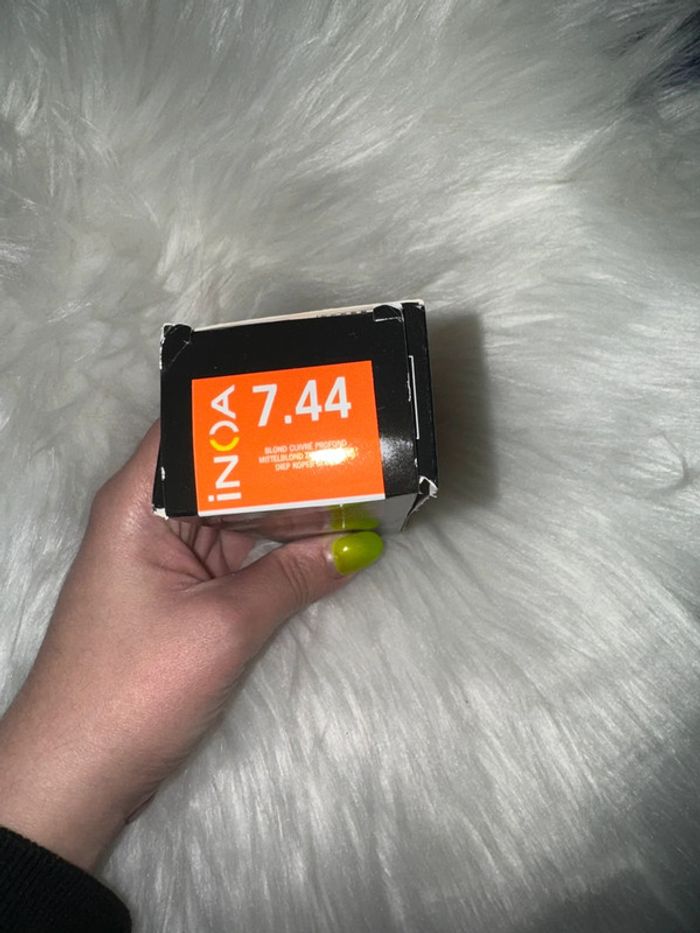 iNOA
7.44
BLOND CUIVRÉ PROFOND
MITTELBLOND
DIEP KOPER